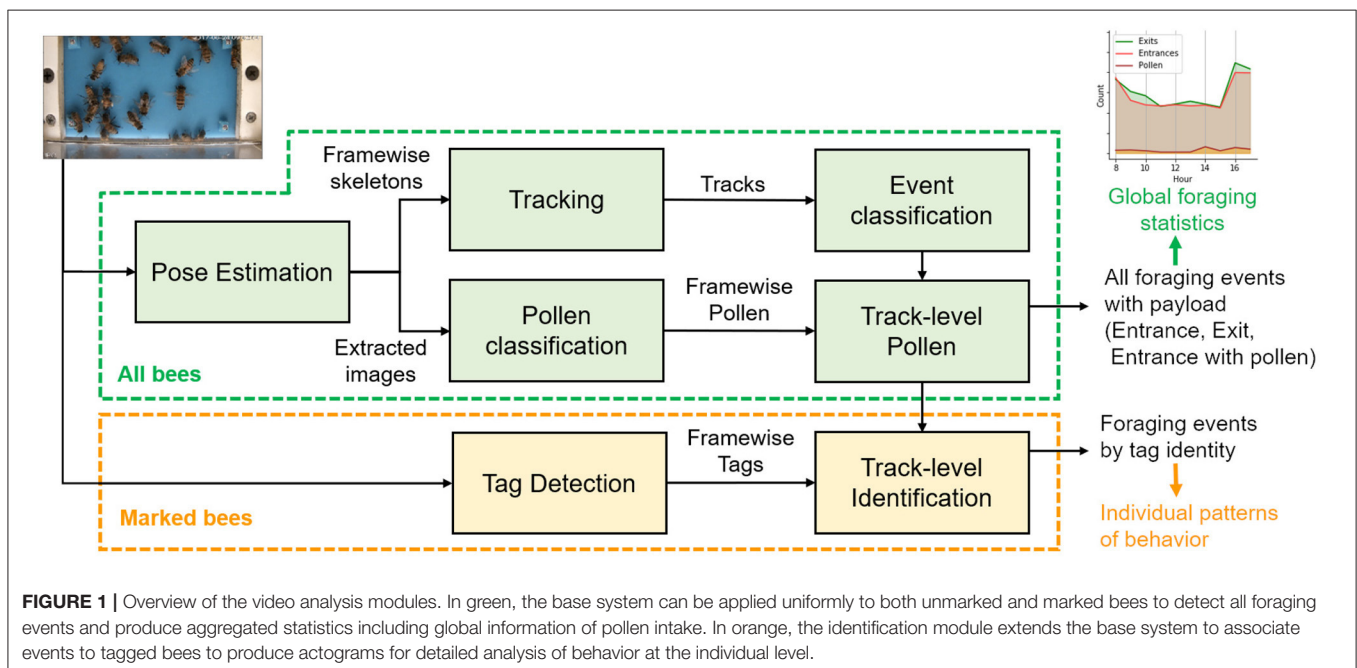 Exits
Entrances
Pollen
Count
8 10 12 14 16
Hour
Global foraging
statistics
Framewise
skeletons
Tracking
Tracks
Event
classification
Pose Estimation
Pollen
classification
Framewise
Pollen
Track-level
Pollen
All foraging events
with payload
(Entrance, Exit,
Entrance with pollen)
Extracted
images
All bees
Framewise
Tags
Tag Detection
Track-level
Identification
Foraging events
by tag identity
Marked bees
Individual patterns
of behavior
FIGURE 1 | Overview of the video analysis modules. In green, the base system can be applied uniformly to both unmarked and marked bees to detect all foraging
events and produce aggregated statistics including global information of pollen intake. In orange, the identification module extends the base system to associate
events to tagged bees to produce actograms for detailed analysis of behavior at the individual level.